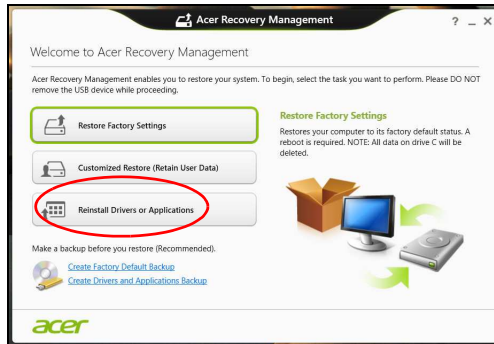 Acer Recovery Management
? _ X
Welcome to Acer Recovery Management
Acer Recovery Management enables you to restore your system. To begin, select the task you want to perform. Please DO NOT
remove the USB device while proceeding.
Restore Factory Settings
Customized Restore (Retain User Data)
Reinstall Drivers or Applications
Restore Factory Settings
Restores your computer to its factory default status. A
reboot is required. NOTE: All data on drive C will be
deleted.
Make a backup before you restore (Recommended).
Create Factory Default Backup
Create Drivers and Applications Backup
acer